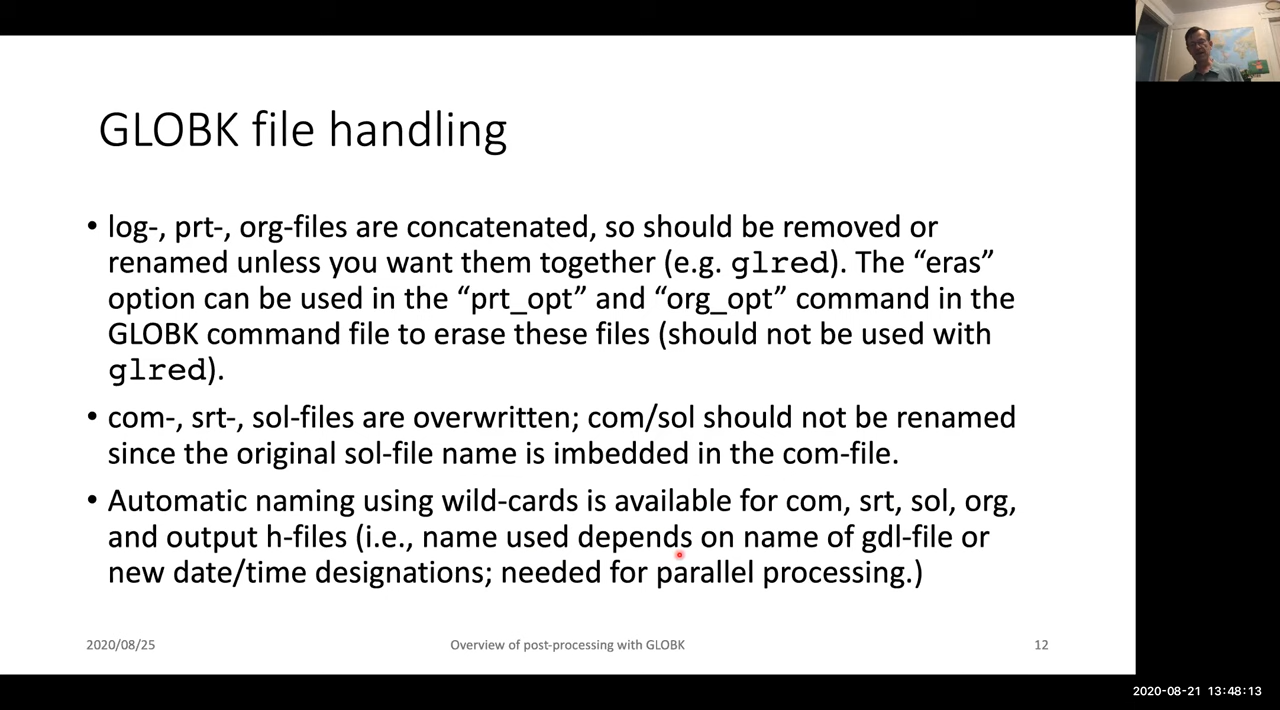 GLOBK file handling
• log-, prt-, org-files are concatenated, so should be removed or
renamed unless you want them together (e.g. glred). The “eras”
option can be used in the “prt_opt” and “org_opt” command in the
GLOBK command file to erase these files (should not be used with
glred).
• com-, srt-, sol-files are overwritten; com/sol should not be renamed
since the original sol-file name is imbedded in the com-file.
• Automatic naming using wild-cards is available for com, srt, sol, org,
and output h-files (i.e., name used depends on name of gdl-file or
new date/time designations; needed for parallel processing.)
2020/08/25
Overview of post-processing with GLOBK
12
2020-08-21 13:48:13